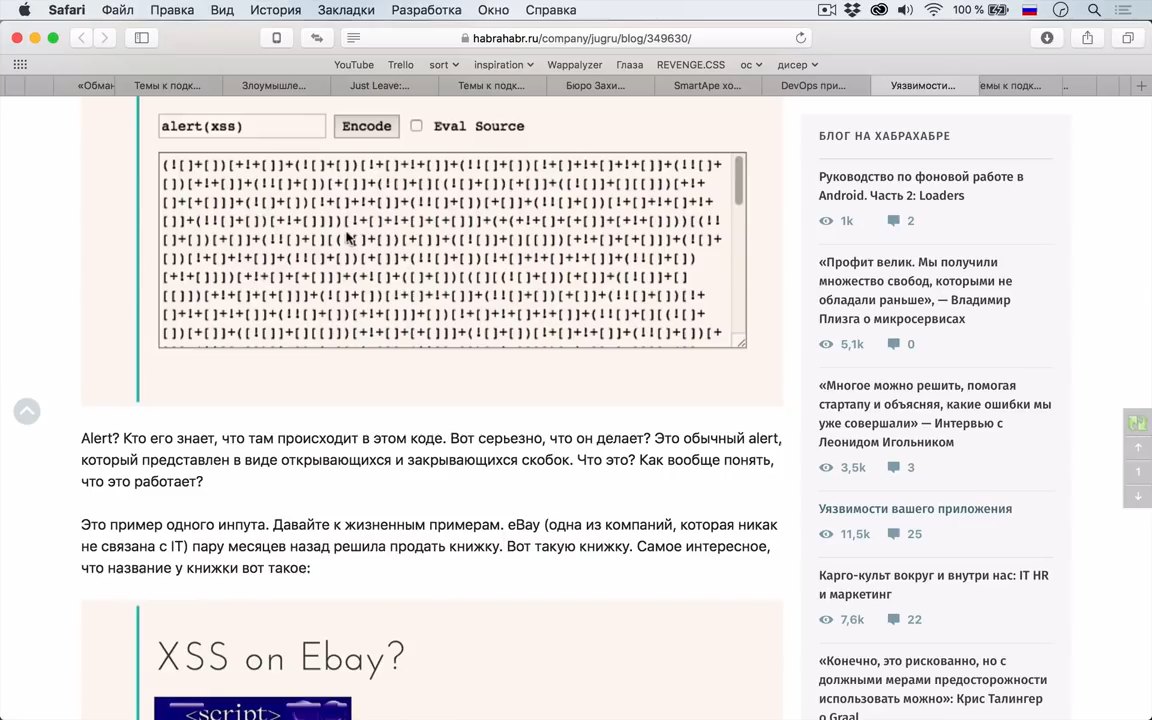 Safari Файл Правка Вид История Закладки Разработка Окно Справка 100 %
habrahabr.ru/company/jugru/blog/349630/
YouTube Trello sort inspiration Wappalyzer Глаза REVENGE.CSS ос дисер
«Обман Темы к подк... Злоумышле... Just Leave:... Темы к подк... Бюро Захи... SmartApe хо... DevOps при... Уязвимости... емы к подк... ..
alert(xss) Encode Eval Source
Alert? Кто его знает, что там происходит в этом коде. Вот серьезно, что он делает? Это обычный alert,
который представлен в виде открывающихся и закрывающихся скобок. Что это? Как вообще понять,
что это работает?
Это пример одного инпута. Давайте к жизненным примерам. eBay (одна из компаний, которая никак
не связана с IT) пару месяцев назад решила продать книжку. Вот такую книжку. Самое интересное,
что название у книжки вот такое:
XSS on Ebay?
<script>
БЛОГ НА ХАБРАХАБРЕ
Руководство по фоновой работе в
Android. Часть 2: Loaders
1k 2
«Профит велик. Мы получили
множество свобод, которыми не
обладали раньше», — Владимир
Плизга о микросервисах
5,1k 0
«Многое можно решить, помогая
стартапу и объясняя, какие ошибки мы
уже совершали» — Интервью с
Леонидом Игольником
3,5k 3
Уязвимости вашего приложения
11,5k 25
Карго-культ вокруг и внутри нас: IT HR
и маркетинг
7,6k 22
«Конечно, это рискованно, но с
должными мерами предосторожности
использовать можно»: Крис Талингер
о Graal
1